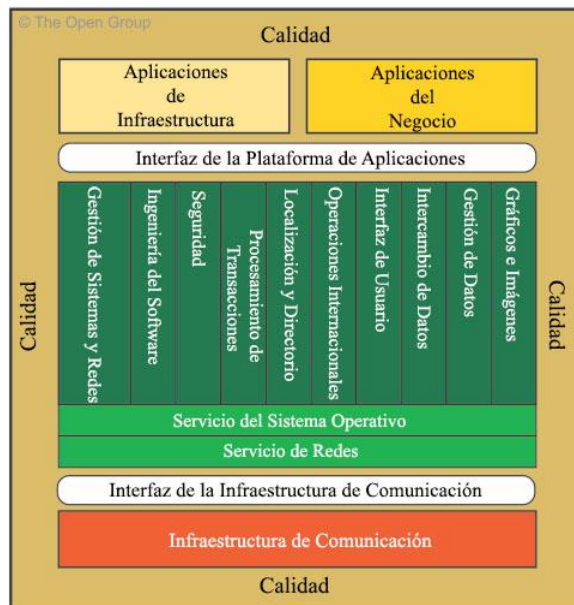 © The Open Group
Calidad
Aplicaciones
de
Infraestructura
Aplicaciones
del
Negocio
Interfaz de la Plataforma de Aplicaciones
Calidad
Gestión de Sistemas y Redes
Ingeniería del Software
Seguridad
Procesamiento de
Transacciones
Localización y Directorio
Operaciones Internacionales
Interfaz de Usuario
Intercambio de Datos
Gestión de Datos
Gráficos e Imágenes
Calidad
Servicio del Sistema Operativo
Servicio de Redes
Interfaz de la Infraestructura de Comunicación
Infraestructura de Comunicación
Calidad